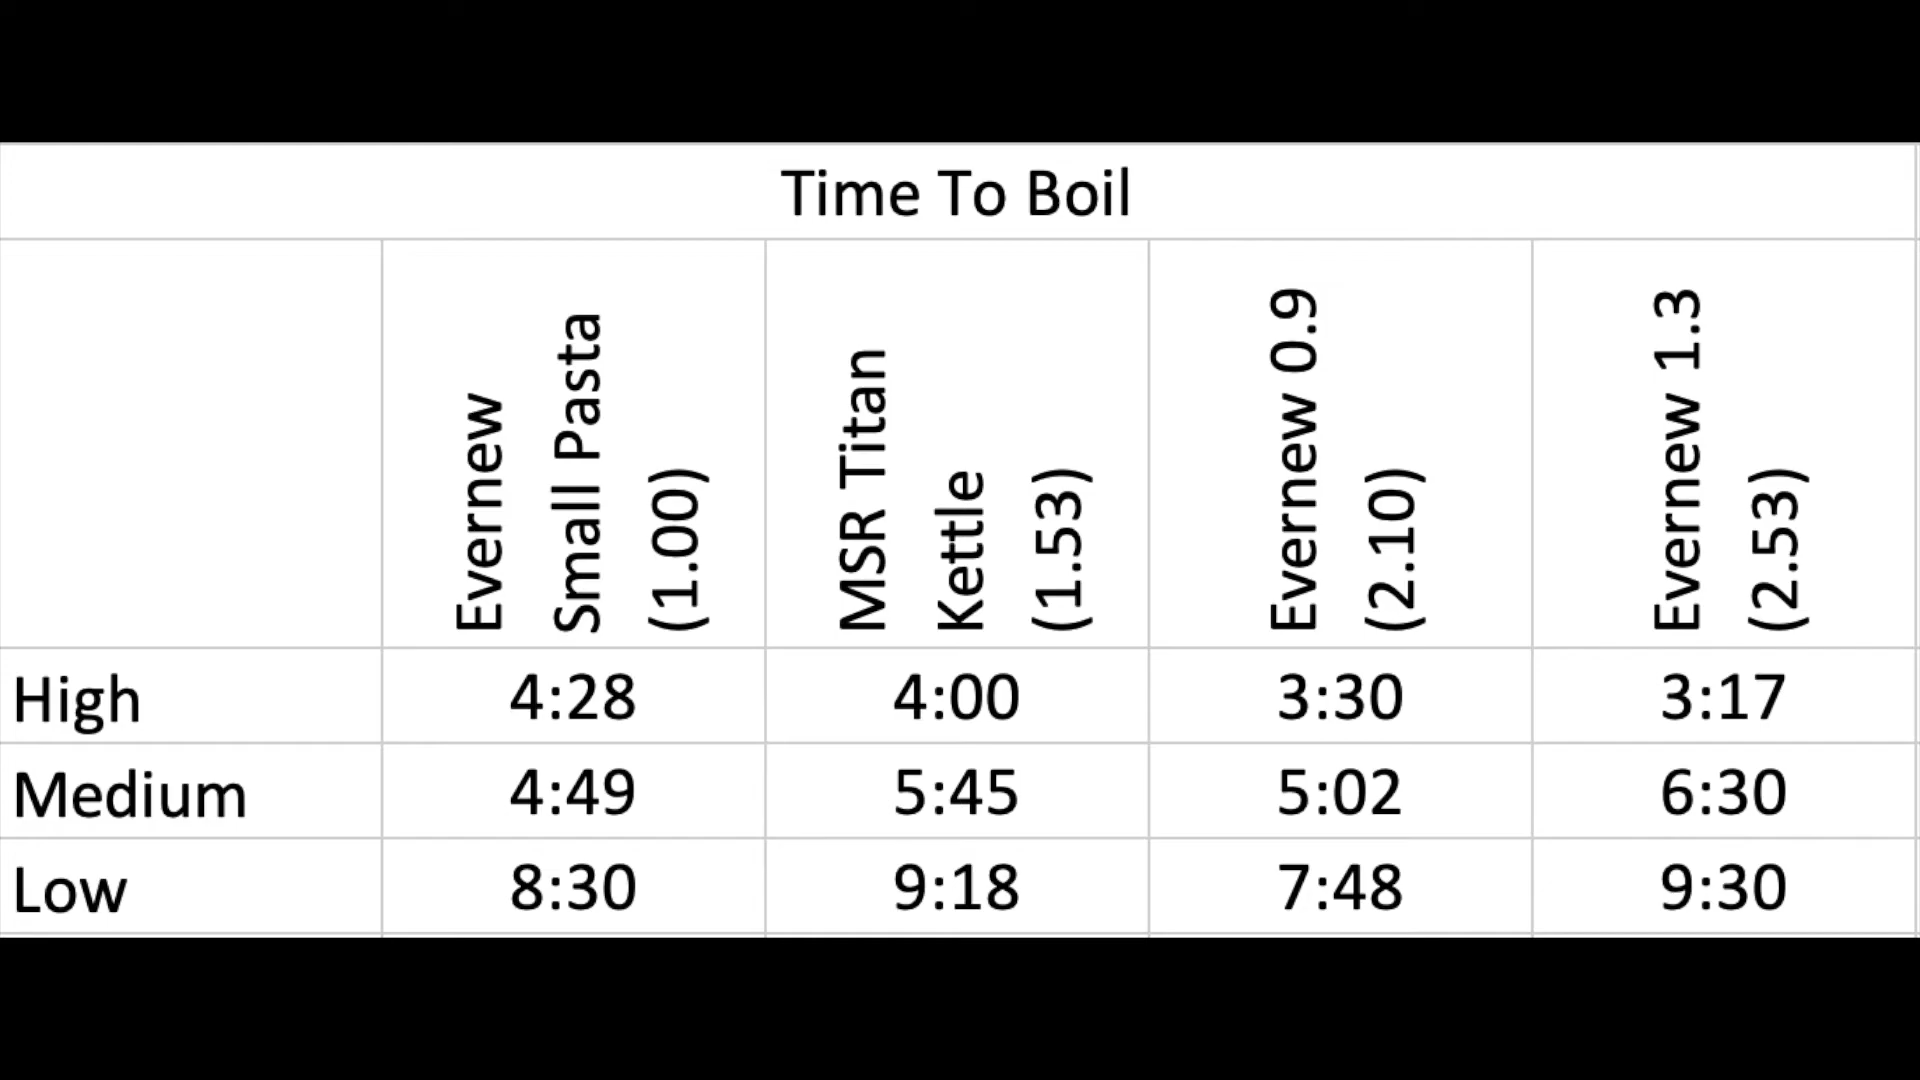 Time To Boil
Evernew
Small Pasta
(1.00)
MSR Titan
Kettle
(1.53)
Evernew 0.9
(2.10)
Evernew 1.3
(2.53)
High 4:28 4:00 3:30 3:17
Medium 4:49 5:45 5:02 6:30
Low 8:30 9:18 7:48 9:30